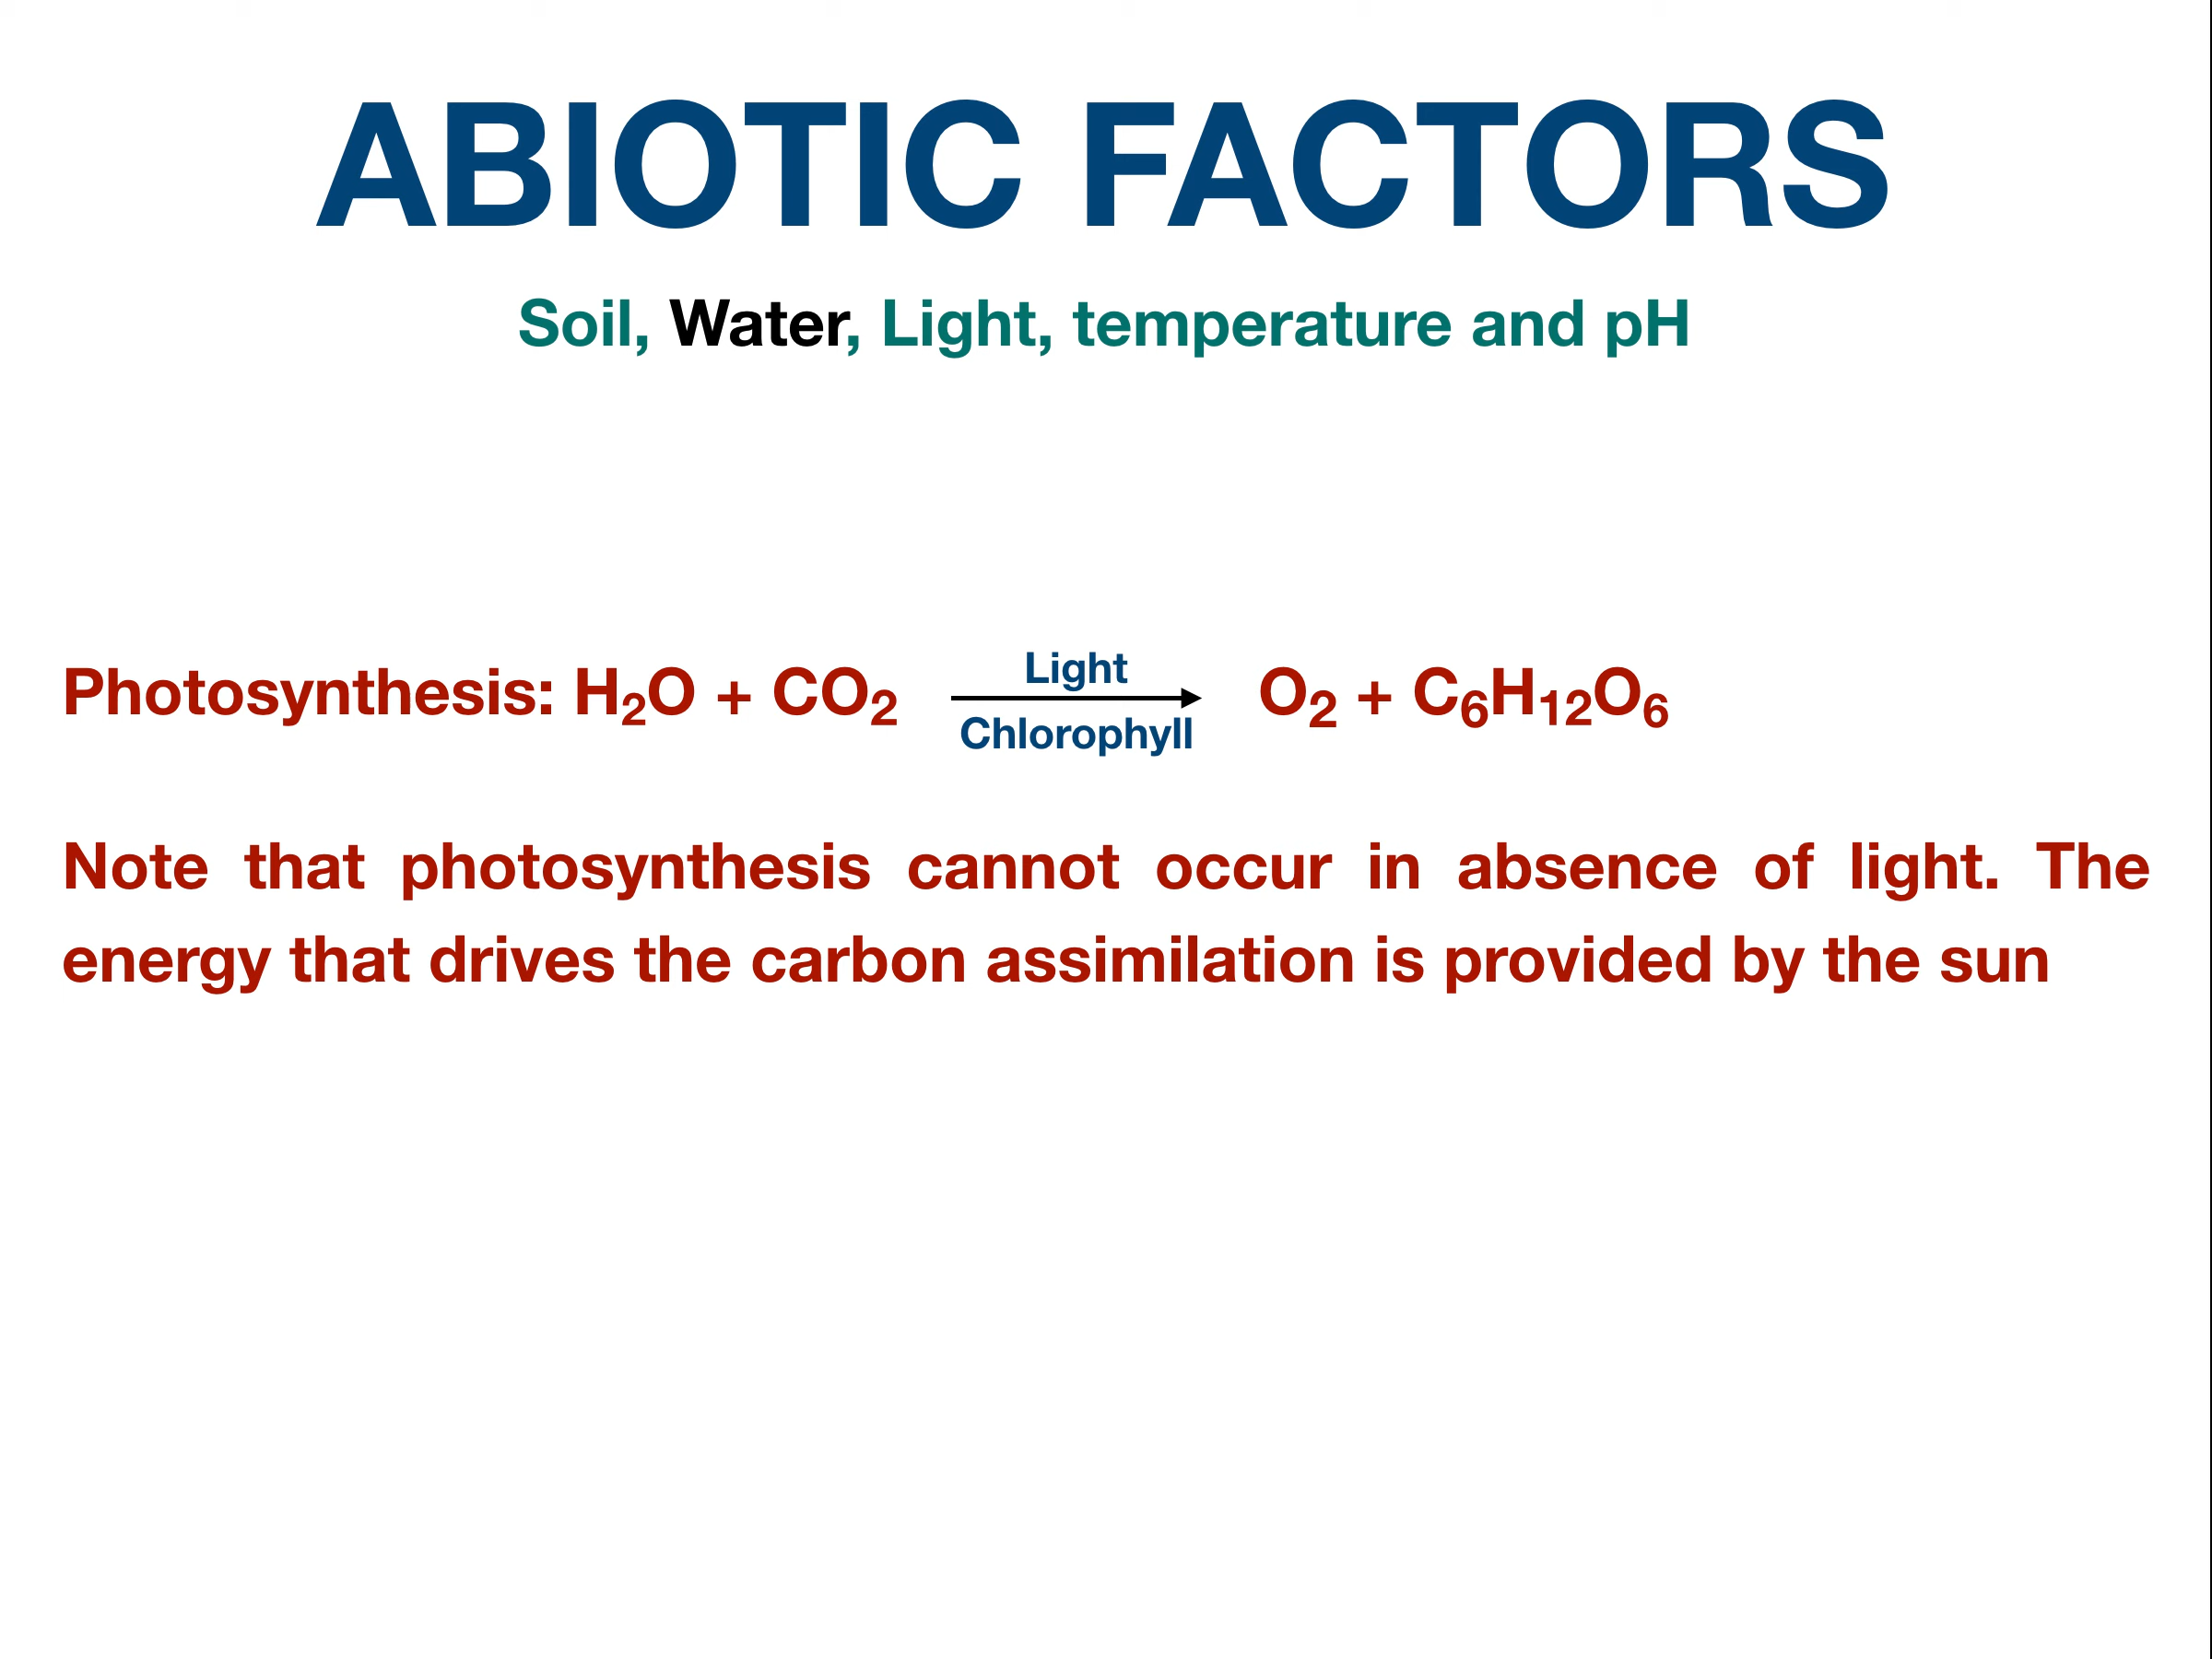 ABIOTIC FACTORS
Soil, Water, Light, temperature and pH
Photosynthesis: H₂O + CO₂ Light Chlorophyll O₂ + C₆H₁₂O₆
Note that photosynthesis cannot occur in absence of light. The
energy that drives the carbon assimilation is provided by the sun